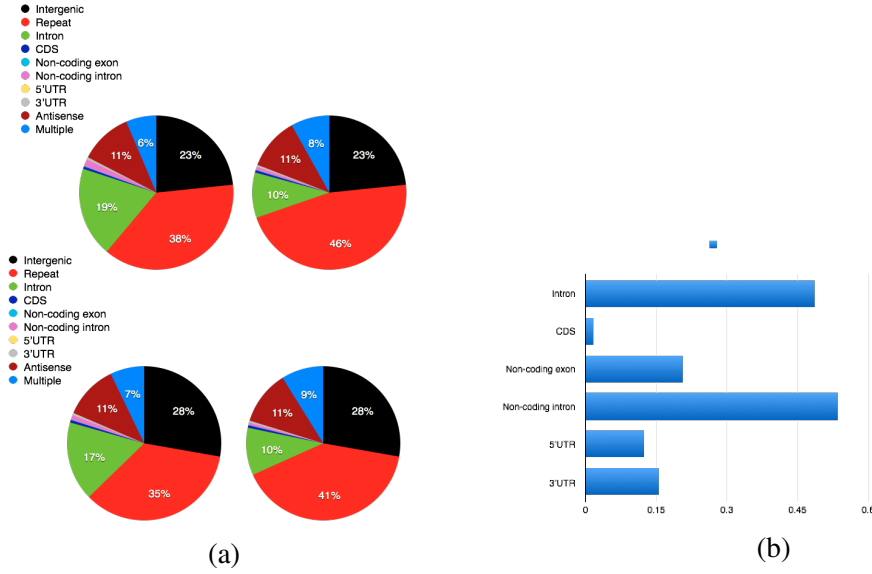 Intergenic
Repeat
Intron
CDS
Non-coding exon
Non-coding intron
5'UTR
3'UTR
Antisense
Multiple
6%
23%
11%
19%
38%
8%
23%
11%
10%
46%
Intergenic
Repeat
Intron
CDS
Non-coding exon
Non-coding intron
5'UTR
3'UTR
Antisense
Multiple
7%
28%
11%
17%
35%
9%
28%
11%
10%
41%
(a)
Intron
CDS
Non-coding exon
Non-coding intron
5'UTR
3'UTR
0 0.15 0.3 0.45 0.6
(b)